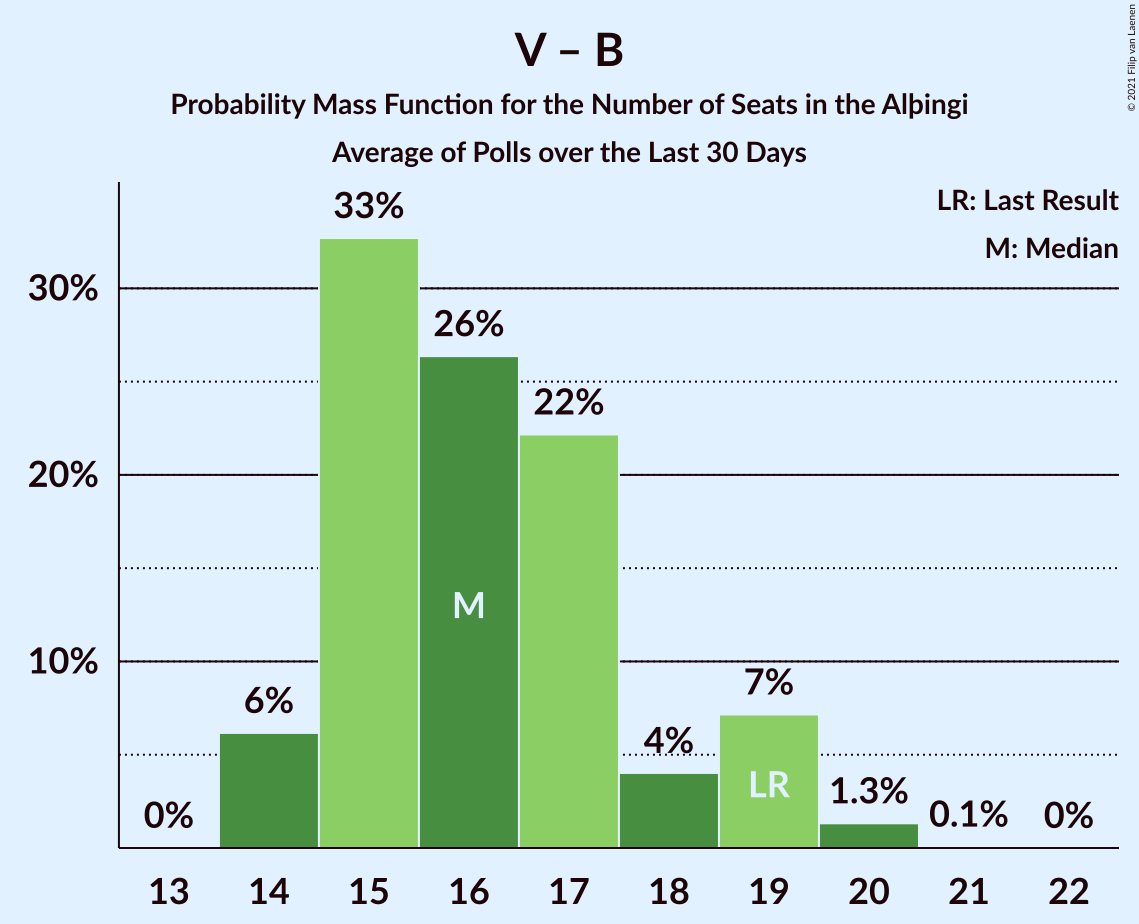 V – B
Probability Mass Function for the Number of Seats in the Alþingi
Average of Polls over the Last 30 Days
© 2021 Filip van Laenen
LR: Last Result
M: Median
33%
30%
26%
22%
20%
M
10%
7%
6%
4%
LR
1.3%
0%
0.1%
0%
13 14 15 16 17 18 19 20 21 22